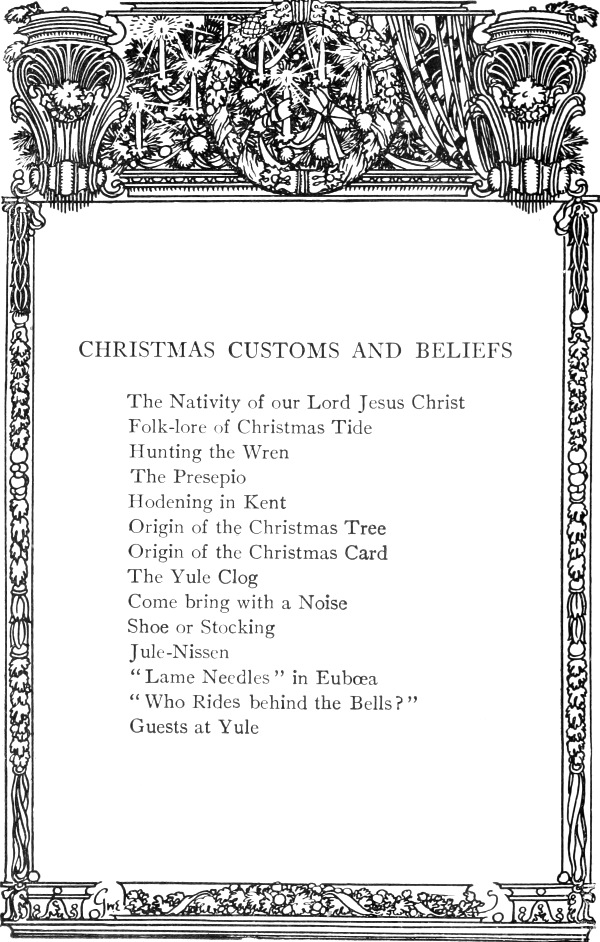 CHRISTMAS CUSTOMS AND BELIEFS
The Nativity of our Lord Jesus Christ
Folk-lore of Christmas Tide
Hunting the Wren
The Presepio
Hodening in Kent
Origin of the Christmas Tree
Origin of the Christmas Card
The Yule Clog
Come bring with a Noise
Shoe or Stocking
Jule-Nissen
“Lame Needles” in Eubœa
“Who Rides behind the Bells?”
Guests at Yule